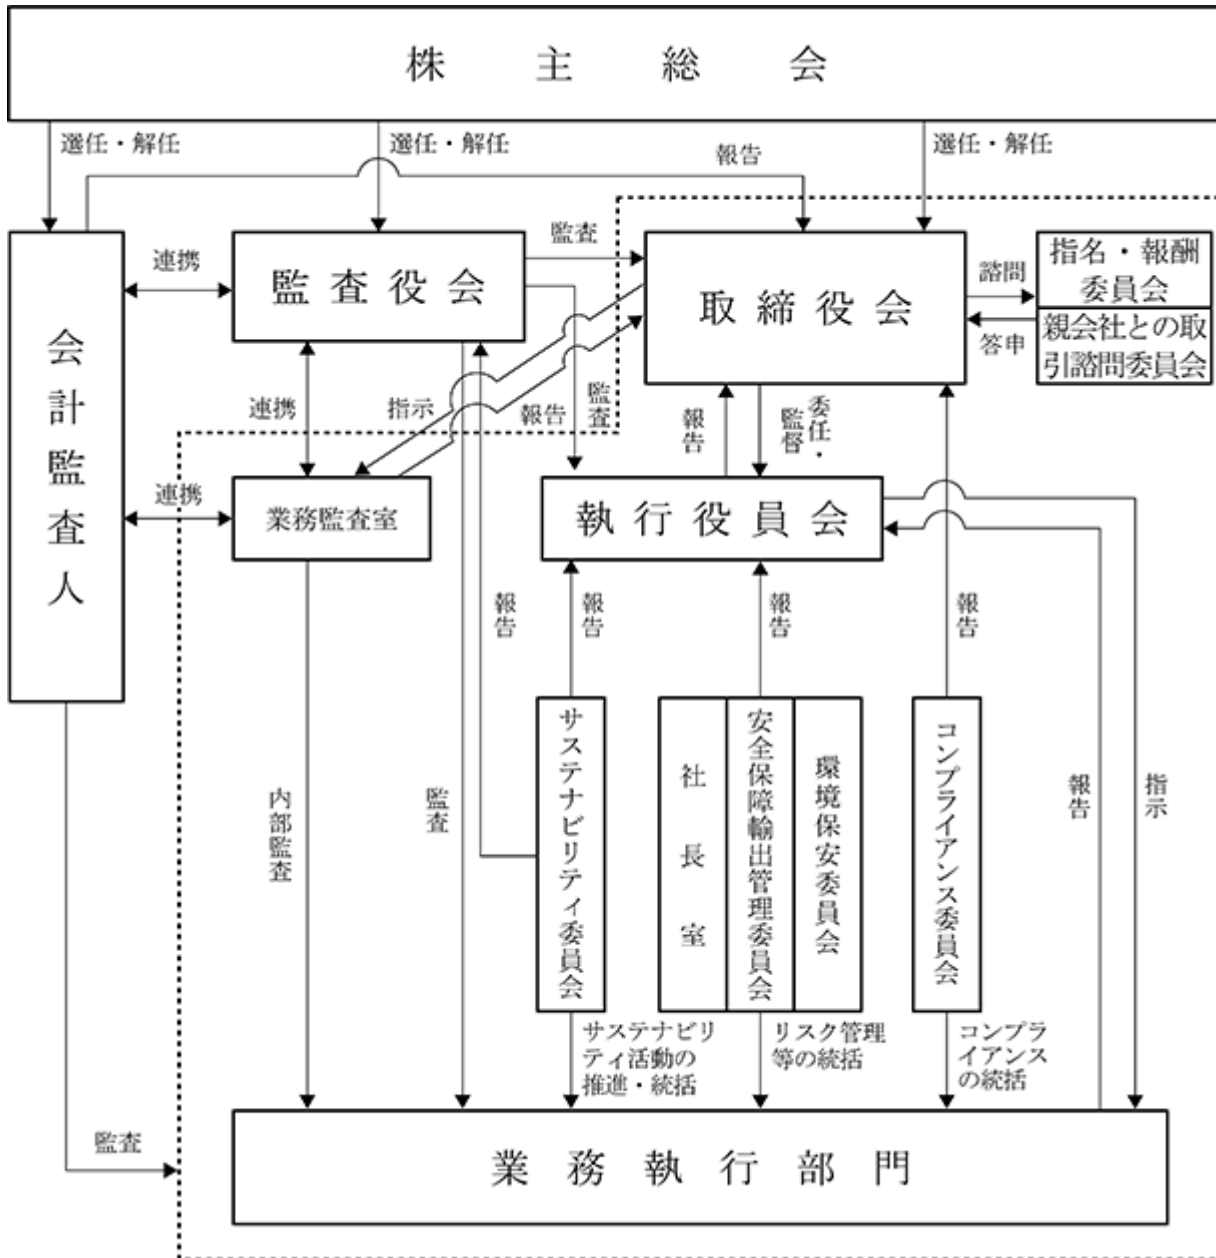 株主総会
選任・解任
選任・解任
選任・解任
報告
会計監査人
連携
監査役会
監査
取締役会
諮問
答申
指名・報酬
委員会
親会社との取
引諮問委員会
連携
指示
報告
監査
報告
委任・
監督
連携
業務監査室
執行役員会
報告
報告
報告
報告
内部監査
監査
サステナビリティ委員会
社長室
安全保障輸出管理委員会
環境保安委員会
コンプライアンス委員会
報告
指示
サステナビリ
ティ活動の
推進・統括
リスク管理
等の統括
コンプラ
イアンス
の統括
監査
業務執行部門